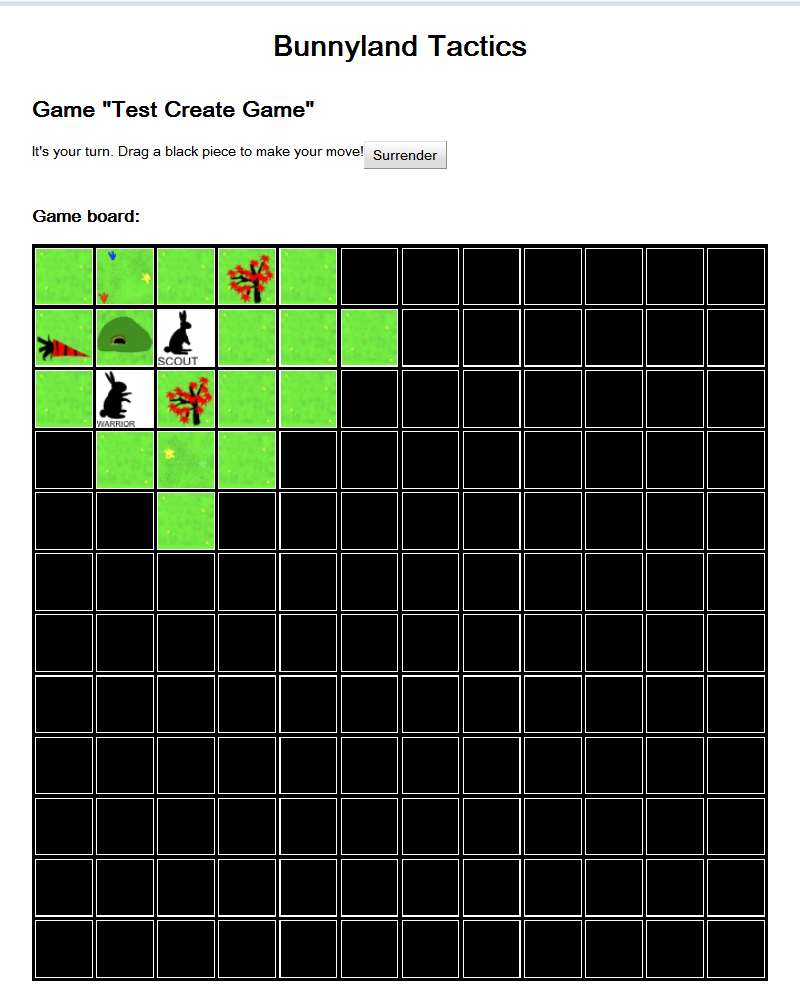 Bunnyland Tactics
Game "Test Create Game"
It's your turn. Drag a black piece to make your move! Surrender
Game board:
SCOUT
WARRIOR